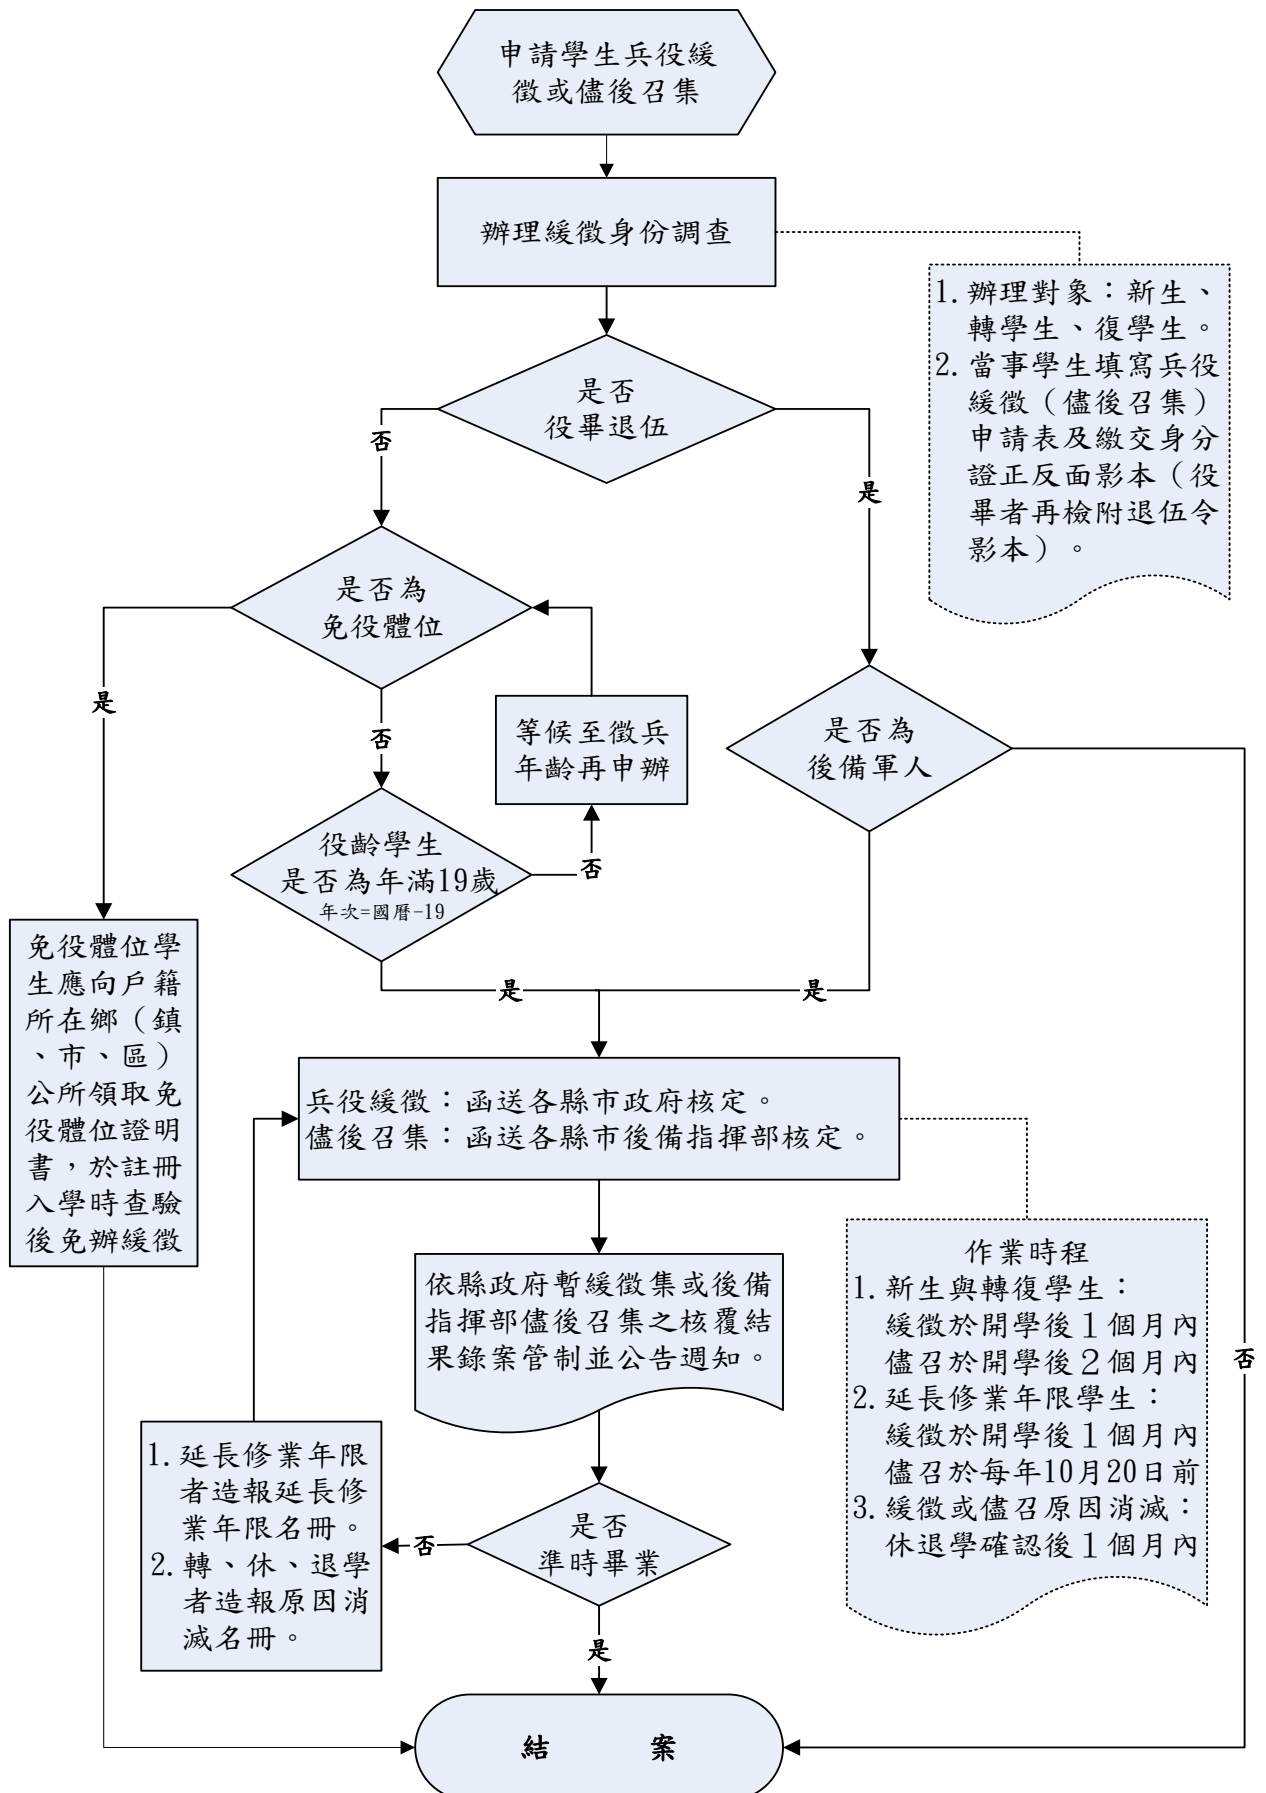 申請學生兵役緩
徵或儘後召集
辦理緩徵身份調查
1. 辦理對象：新生、
轉學生、復學生。
2. 當事學生填寫兵役
緩徵（儘後召集）
申請表及繳交身分
證正反面影本（役
畢者再檢附退伍令
影本）。
是否
役畢退伍
否
是
是否為
免役體位
是
否
等候至徵兵
年齡再申辦
是否為
後備軍人
役齡學生
是否為年滿19歲
年次=國曆-19
否
免役體位學
生應向戶籍
所在鄉（鎮
、市、區）
公所領取免
役體位證明
書，於註冊
入學時查驗
後免辦緩徵
是
是
兵役緩徵：函送各縣市政府核定。
儘後召集：函送各縣市後備指揮部核定。
依縣政府暫緩徵集或後備
指揮部儘後召集之核覆結
果錄案管制並公告週知。
作業時程
1. 新生與轉復學生：
緩徵於開學後１個月內
儘召於開學後２個月內
2. 延長修業年限學生：
緩徵於開學後１個月內
儘召於每年10月20日前
3. 緩徵或儘召原因消滅：
休退學確認後１個月內
否
1. 延長修業年限
者造報延長修
業年限名冊。
2. 轉、休、退學
者造報原因消
滅名冊。
否
是否
準時畢業
是
結 案